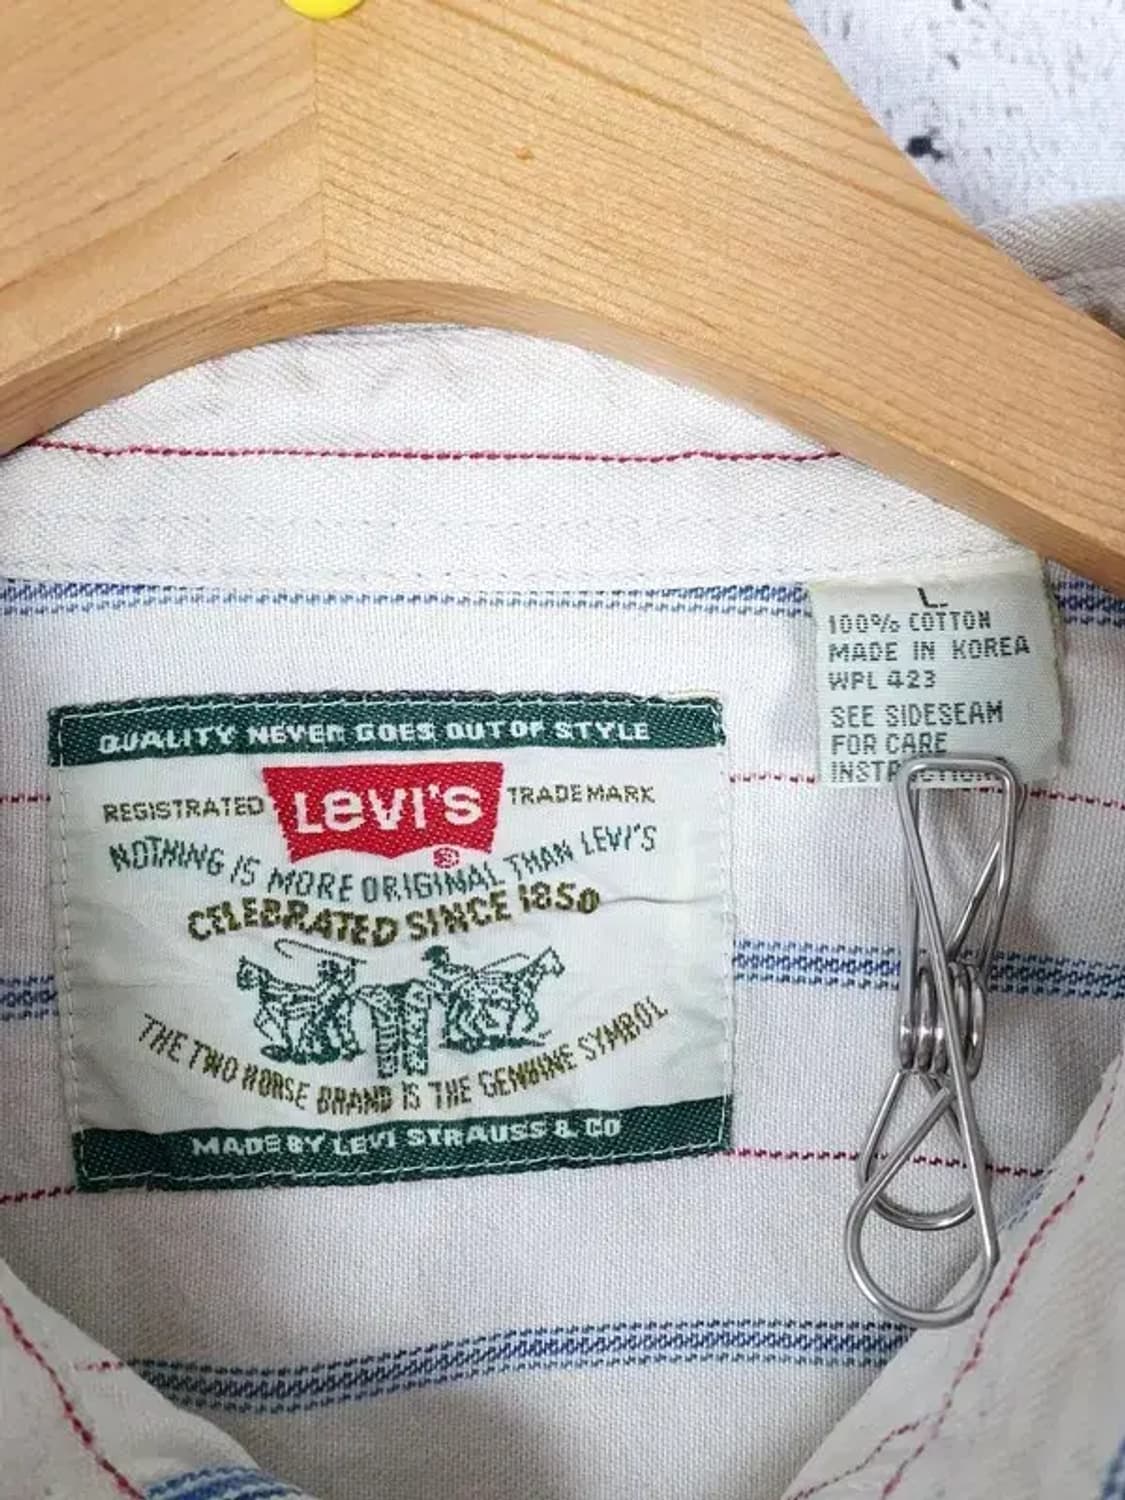 L
100% COTTON
MADE IN KOREA
WPL 423
SEE SIDESEAM
FOR CARE
INSTRUCTIONS
QUALITY NEVER GOES OUT OF STYLE
REGISTRATED LEVI'S TRADEMARK
®
NOTHING IS MORE ORIGINAL THAN LEVI'S
CELEBRATED SINCE 1850
THE TWO HORSE BRAND IS THE GENUINE SYMBOL
MADE BY LEVI STRAUSS & CO